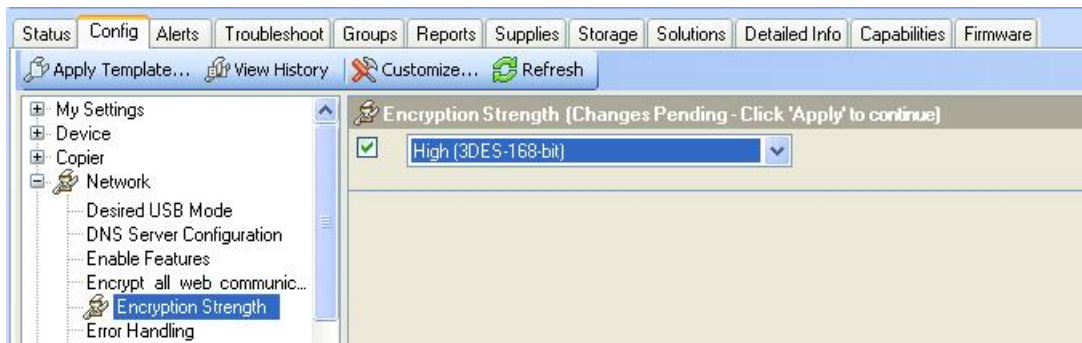 Status Config Alerts Troubleshoot Groups Reports Supplies Storage Solutions Detailed Info Capabilities Firmware
Apply Template... View History Customize... Refresh
My Settings
Device
Copier
Network
Desired USB Mode
DNS Server Configuration
Enable Features
Encrypt all web communic...
Encryption Strength
Error Handling
Encryption Strength (Changes Pending - Click 'Apply' to continue)
High (3DES-168-bit)